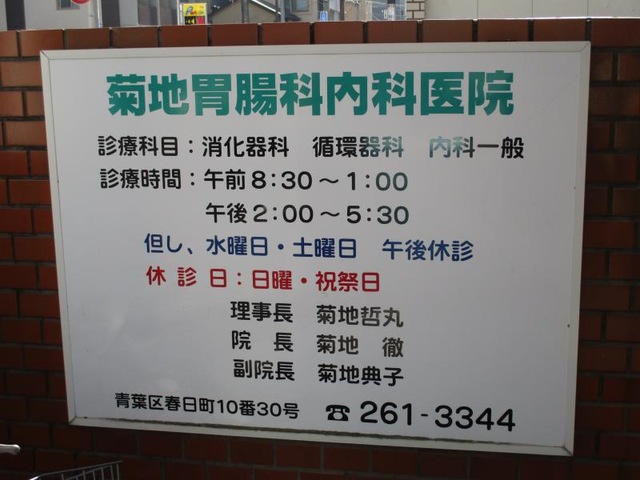 菊地胃腸科内科医院
診療科目：消化器科　循環器科　内科一般
診療時間：午前8:30～1:00
午後2:00～5:30
但し、水曜日・土曜日　午後休診
休 診 日：日曜・祝祭日
理事長　菊地哲丸
院　長　菊地　徹
副院長　菊地典子
青葉区春日町10番30号　☎261-3344